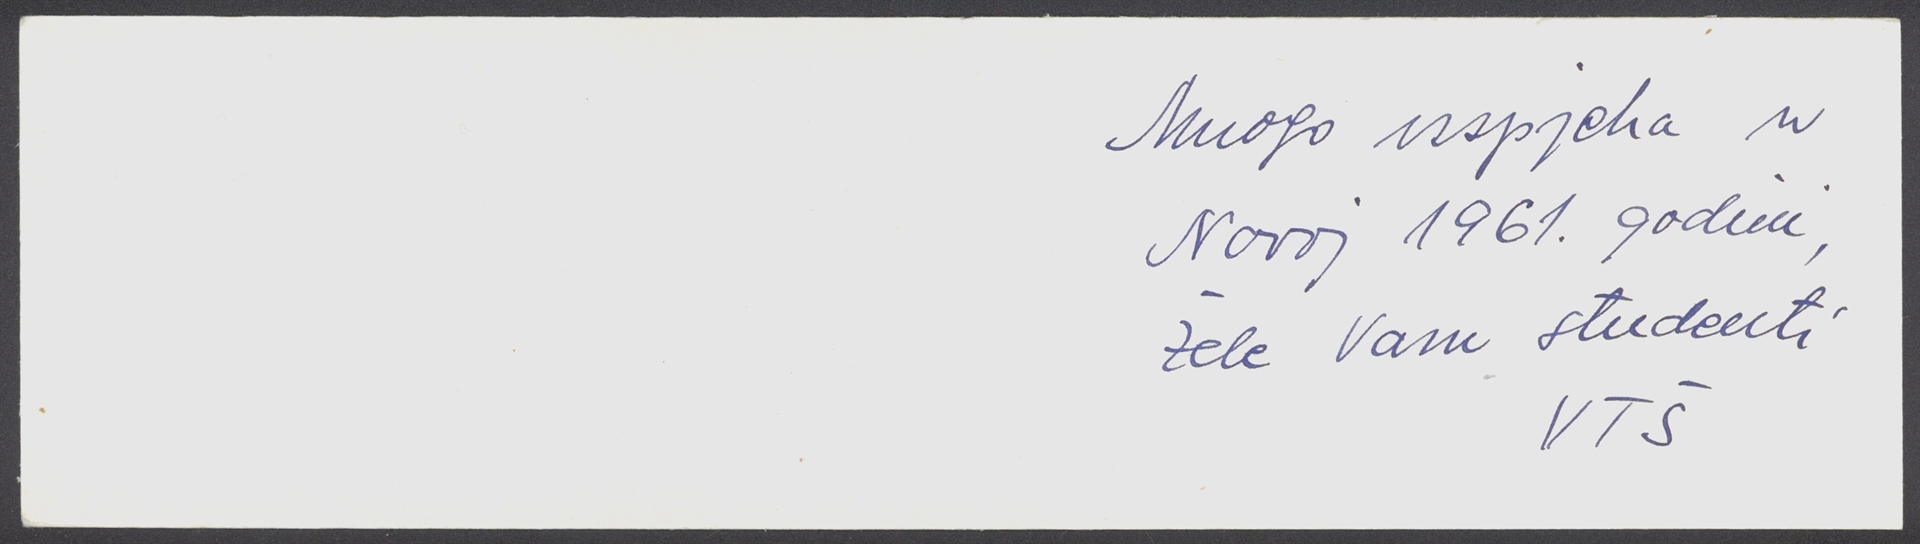 Mnogo uspjeha u
Novoj 1961. godini,
žele Vam studenti
VTŠ